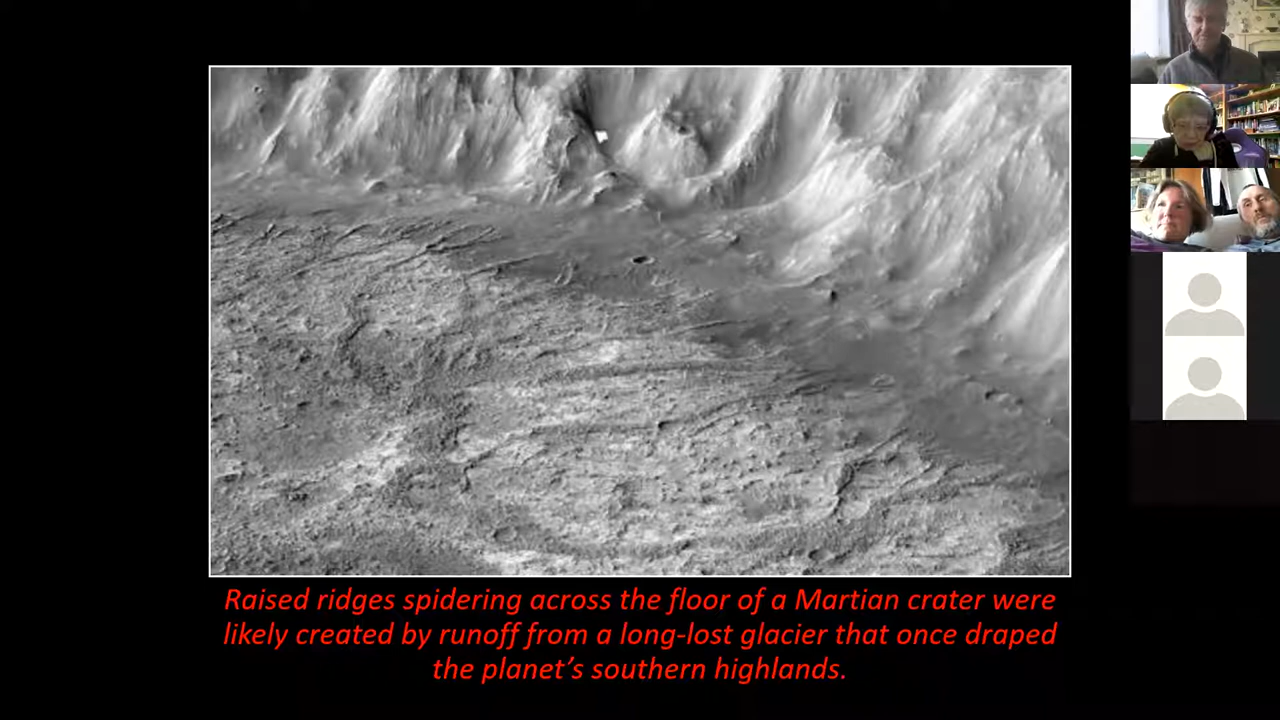 Raised ridges spidering across the floor of a Martian crater were
likely created by runoff from a long-lost glacier that once draped
the planet’s southern highlands.